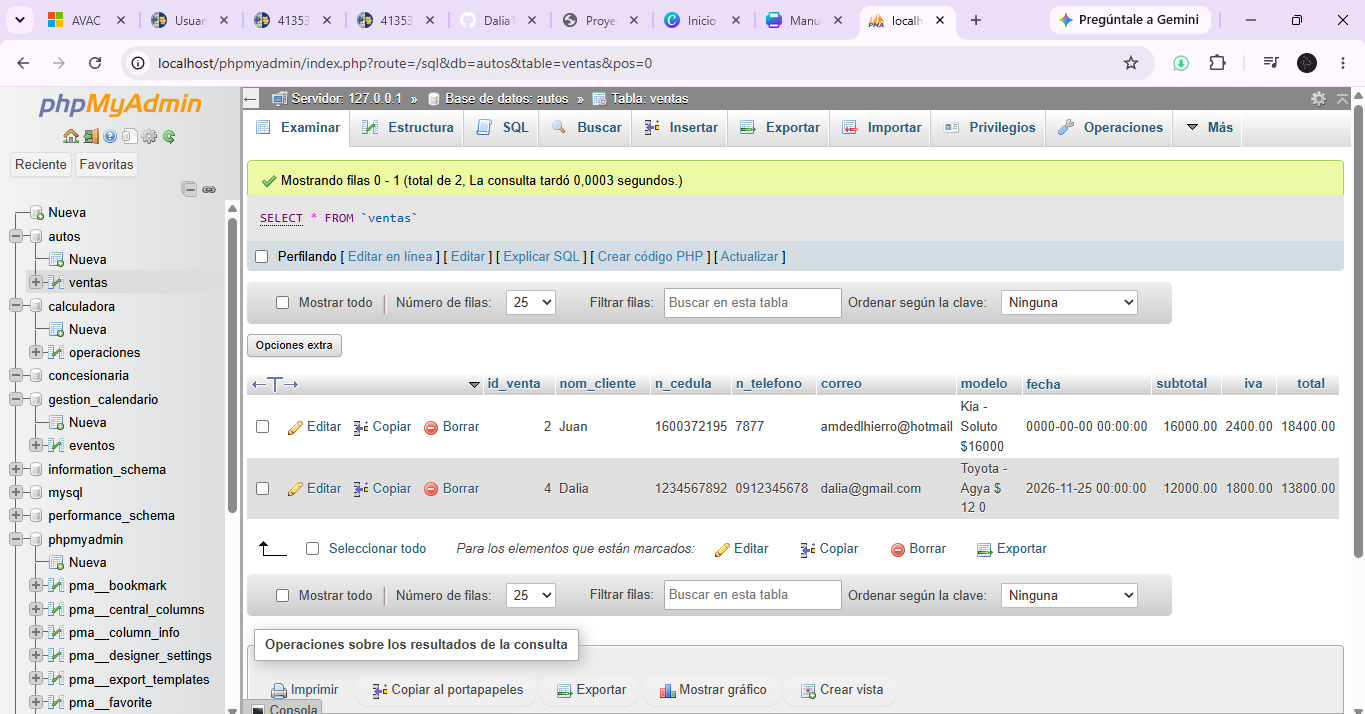 AVAC
Usuar
41353
41353
Dalia1
Proye
Inicio
Manu
localh
Pregúntale a Gemini
localhost/phpmyadmin/index.php?route=/sql&db=autos&table=ventas&pos=0
phpMyAdmin
Reciente Favoritas
Nueva
autos
Nueva
ventas
calculadora
Nueva
operaciones
concesionaria
gestion_calendario
Nueva
eventos
information_schema
mysql
performance_schema
phpmyadmin
Nueva
pma__bookmark
pma__central_columns
pma__column_info
pma__designer_settings
pma__export_templates
pma__favorite
Servidor: 127.0.0.1 » Base de datos: autos » Tabla: ventas
Examinar Estructura SQL Buscar Insertar Exportar Importar Privilegios Operaciones Más
Mostrando filas 0 - 1 (total de 2, La consulta tardó 0,0003 segundos.)
SELECT * FROM `ventas`
Perfilando [ Editar en línea ] [ Editar ] [ Explicar SQL ] [ Crear código PHP ] [ Actualizar ]
Mostrar todo | Número de filas: 25 Filtrar filas: Buscar en esta tabla Ordenar según la clave: Ninguna
Opciones extra
←T→ id_venta nom_cliente n_cedula n_telefono correo modelo fecha subtotal iva total
Editar Copiar Borrar 2 Juan 1600372195 7877 amdedlhierro@hotmail Kia - Soluto $16000 0000-00-00 00:00:00 16000.00 2400.00 18400.00
Editar Copiar Borrar 4 Dalia 1234567892 0912345678 dalia@gmail.com Toyota - Agya $ 12 0 2026-11-25 00:00:00 12000.00 1800.00 13800.00
Seleccionar todo Para los elementos que están marcados: Editar Copiar Borrar Exportar
Mostrar todo | Número de filas: 25 Filtrar filas: Buscar en esta tabla Ordenar según la clave: Ninguna
Operaciones sobre los resultados de la consulta
Imprimir Copiar al portapapeles Exportar Mostrar gráfico Crear vista
Consola